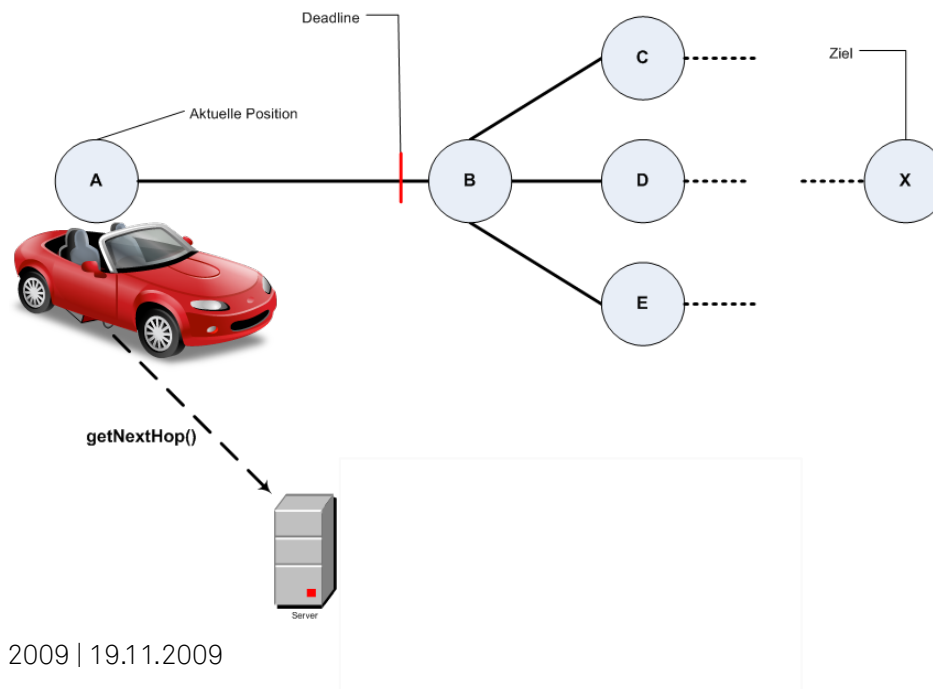 Deadline
C
Ziel
Aktuelle Position
A
B
D
X
E
getNextHop()
Server
2009 | 19.11.2009